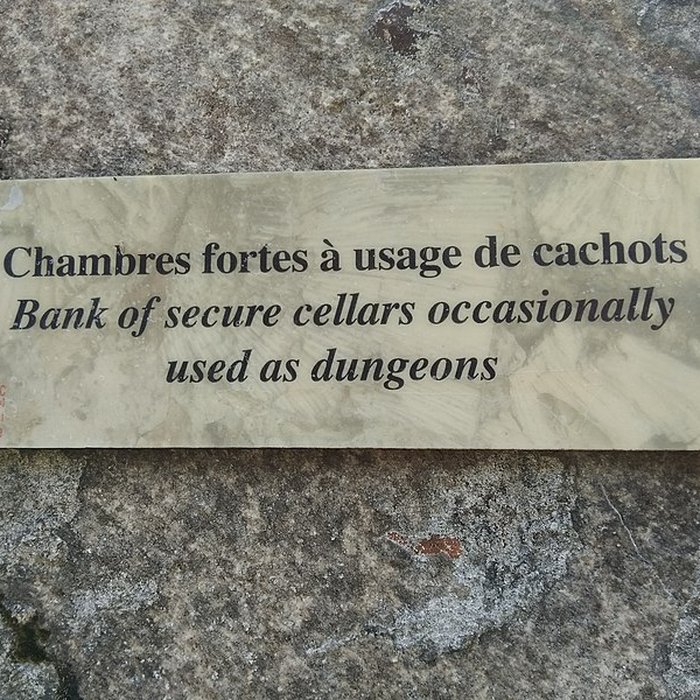 Chambres fortes à usage de cachots
Bank of secure cellars occasionally
used as dungeons